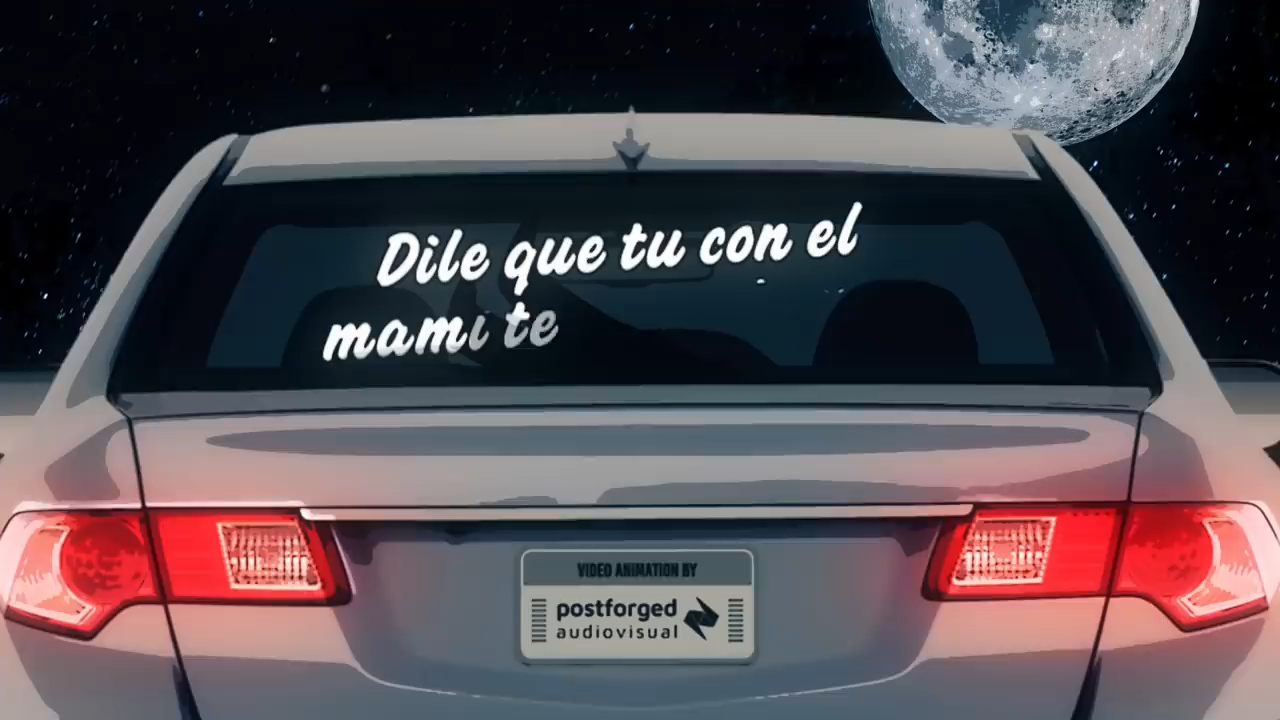 Dile que tu con el
mami te
VIDEO ANIMATION BY
postforged
audiovisual